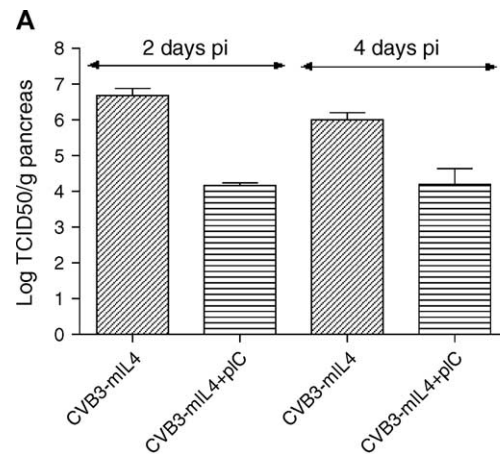 A
2 days pi
4 days pi
Log TCID50/g pancreas
8
7
6
5
4
3
2
1
0
CVB3-mIL4
CVB3-mIL4+pIC
CVB3-mIL4
CVB3-mIL4+pIC